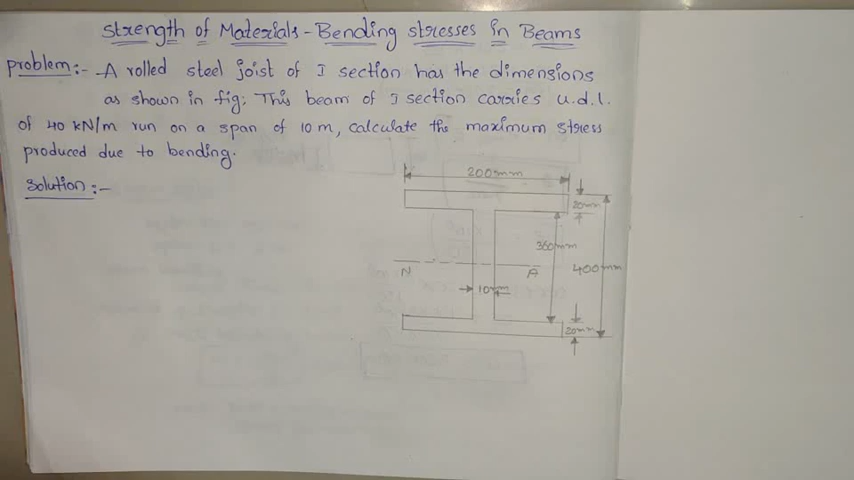 Strength of Materials - Bending stresses in Beams
Problem:- A rolled steel joist of I section has the dimensions
as shown in fig: This beam of I section carries u.d.l.
of 40 kN/m run on a span of 10 m, calculate the maximum stress
produced due to bending.
Solution:-
200mm
20mm
360mm
N A 400mm
10mm
20mm